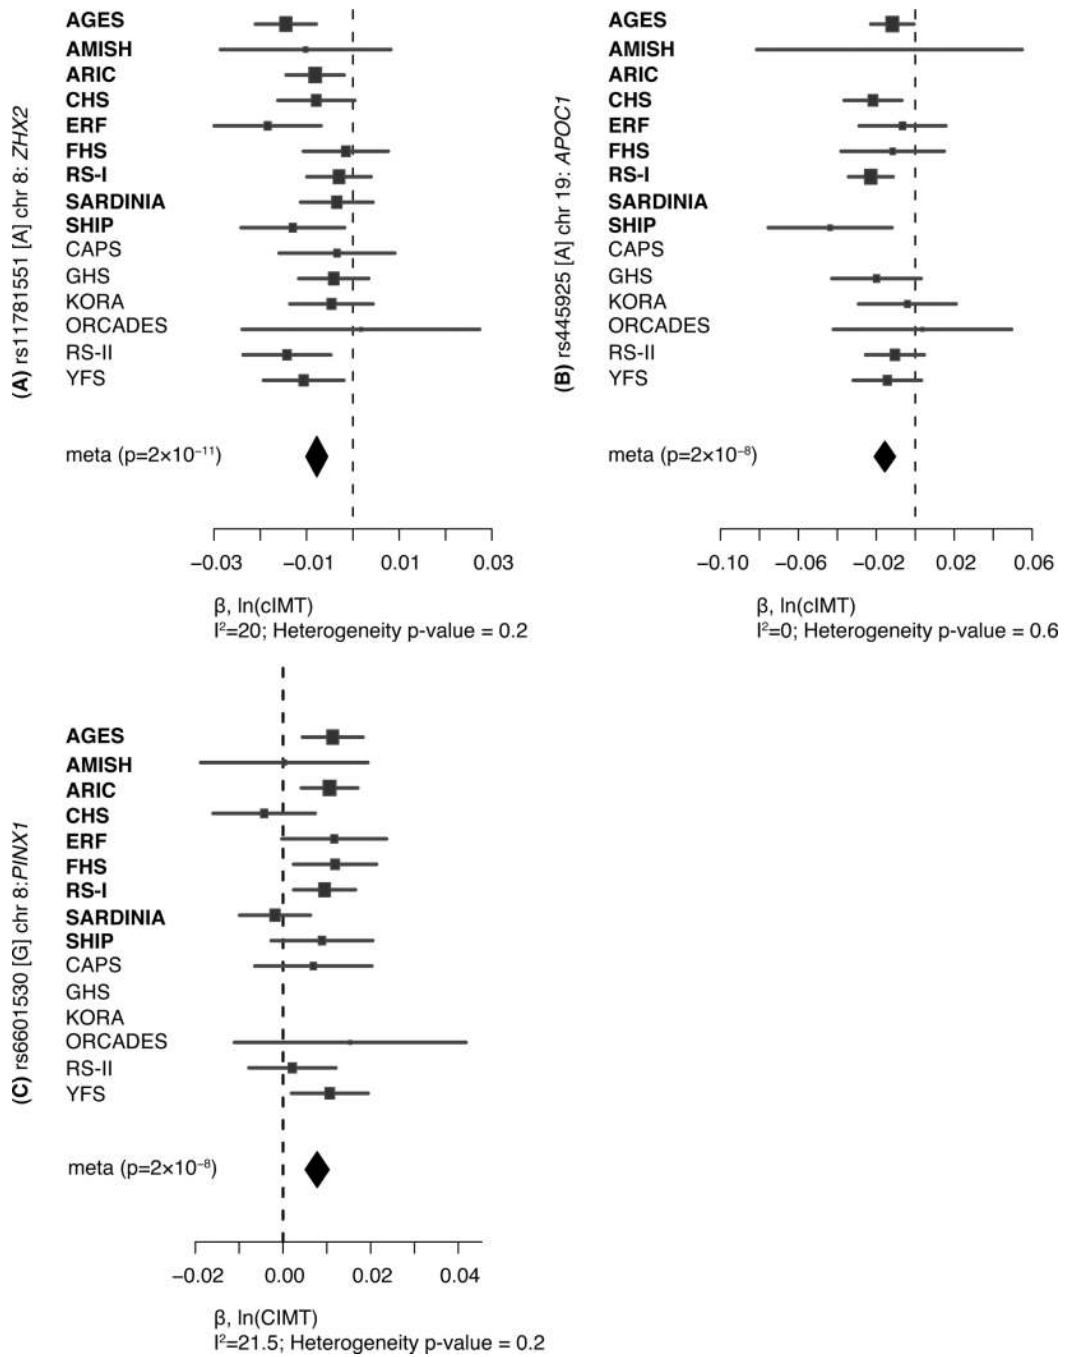 (A) rs11781551 [A] chr 8: ZHX2
AGES
AMISH
ARIC
CHS
ERF
FHS
RS-I
SARDINIA
SHIP
CAPS
GHS
KORA
ORCADES
RS-II
YFS
meta (p=2×10⁻¹¹)
−0.03 −0.01 0.01 0.03
β, ln(cIMT)
I²=20; Heterogeneity p-value = 0.2
(B) rs445925 [A] chr 19: APOC1
AGES
AMISH
ARIC
CHS
ERF
FHS
RS-I
SARDINIA
SHIP
CAPS
GHS
KORA
ORCADES
RS-II
YFS
meta (p=2×10⁻⁸)
−0.10 −0.06 −0.02 0.02 0.06
β, ln(cIMT)
I²=0; Heterogeneity p-value = 0.6
(C) rs6601530 [G] chr 8:PINX1
AGES
AMISH
ARIC
CHS
ERF
FHS
RS-I
SARDINIA
SHIP
CAPS
GHS
KORA
ORCADES
RS-II
YFS
meta (p=2×10⁻⁸)
−0.02 0.00 0.02 0.04
β, ln(CIMT)
I²=21.5; Heterogeneity p-value = 0.2